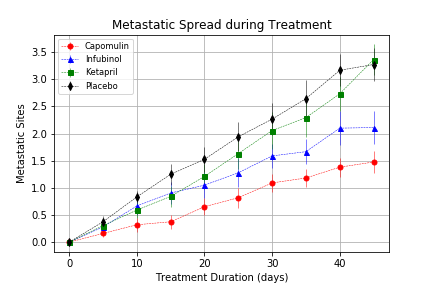 Metastatic Spread during Treatment
Capomulin
Infubinol
Ketapril
Placebo
Metastatic Sites
3.5
3.0
2.5
2.0
1.5
1.0
0.5
0.0
0 10 20 30 40
Treatment Duration (days)